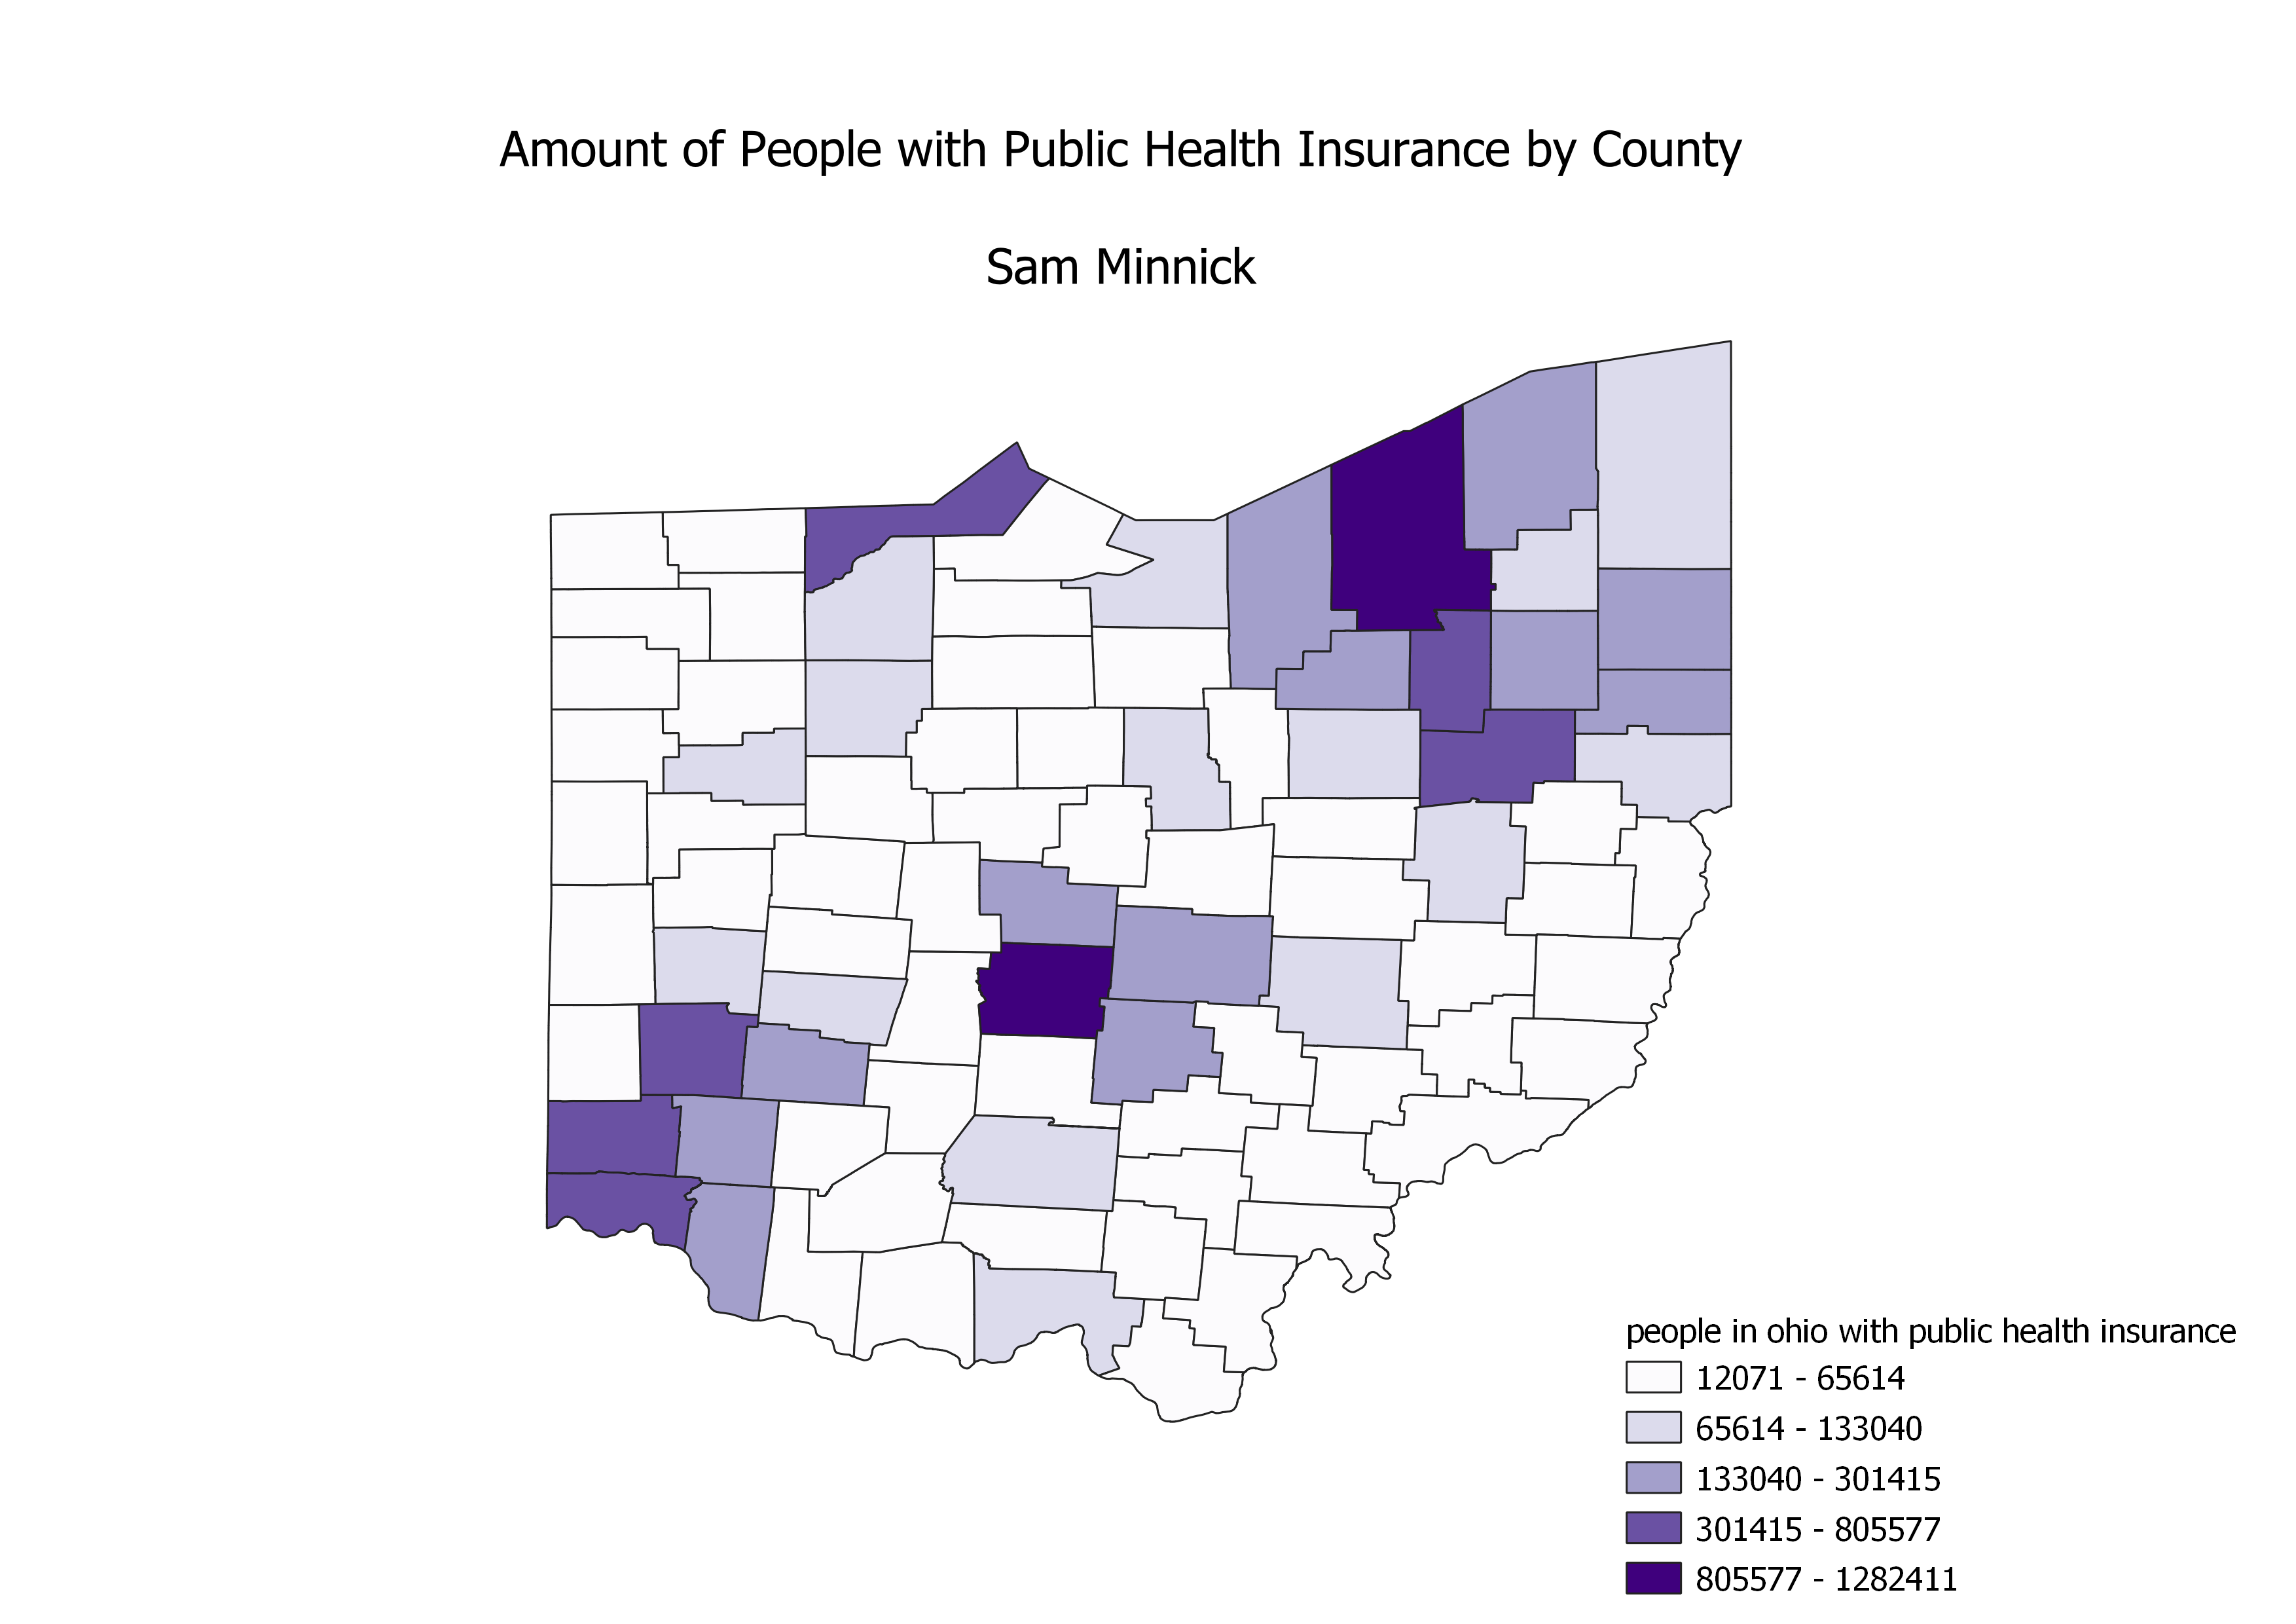 Amount of People with Public Health Insurance by County
Sam Minnick
people in ohio with public health insurance
12071 - 65614
65614 - 133040
133040 - 301415
301415 - 805577
805577 - 1282411